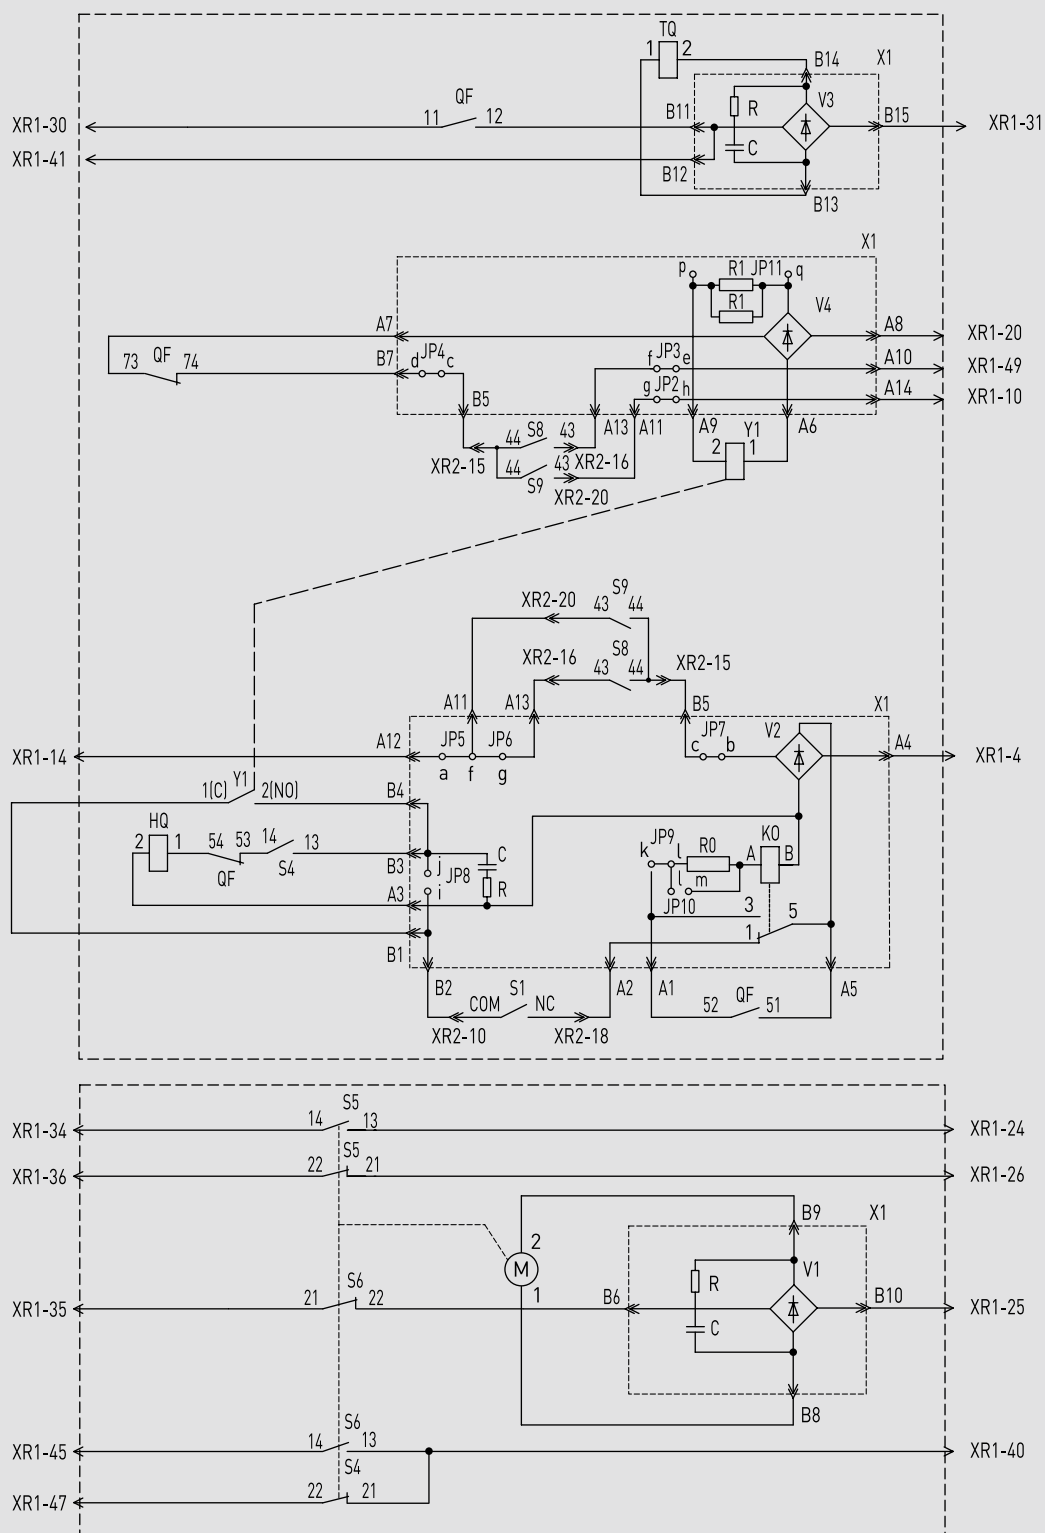 TQ
1 2
B14 X1
QF R V3
XR1-30 11 12 B11 B15 XR1-31
XR1-41 C
B12
B13
X1
p R1 JP11 q
R1 V4
A7 A8 XR1-20
73 QF 74 B7 d JP4 c f JP3 e A10 XR1-49
g JP2 h A14 XR1-10
B5
44 S8 43 A13 A11 A9 Y1 A6
2 1
XR2-15 44 43 XR2-16
S9 XR2-20
S9
XR2-20 43 44
S8
XR2-16 43 44 XR2-15
A11 A13 B5 X1
JP7 V2
XR1-14 A12 JP5 JP6 c b A4 XR1-4
a f g
Y1
1(C) 2(NO) B4
HQ
2 1 54 53 14 13 C JP9 R0 KO
QF S4 B3 j k l A B
JP8 l m
A3 i R JP10
3 5
1
B1
B2 S1 A2 A1 QF A5
COM NC 52 51
XR2-10 XR2-18
S5
XR1-34 14 13 XR1-24
S5
XR1-36 22 21 XR1-26
B9 X1
2
M R V1
S6 1
XR1-35 21 22 B6 B10 XR1-25
C
B8
S6
XR1-45 14 13 XR1-40
S4
XR1-47 22 21